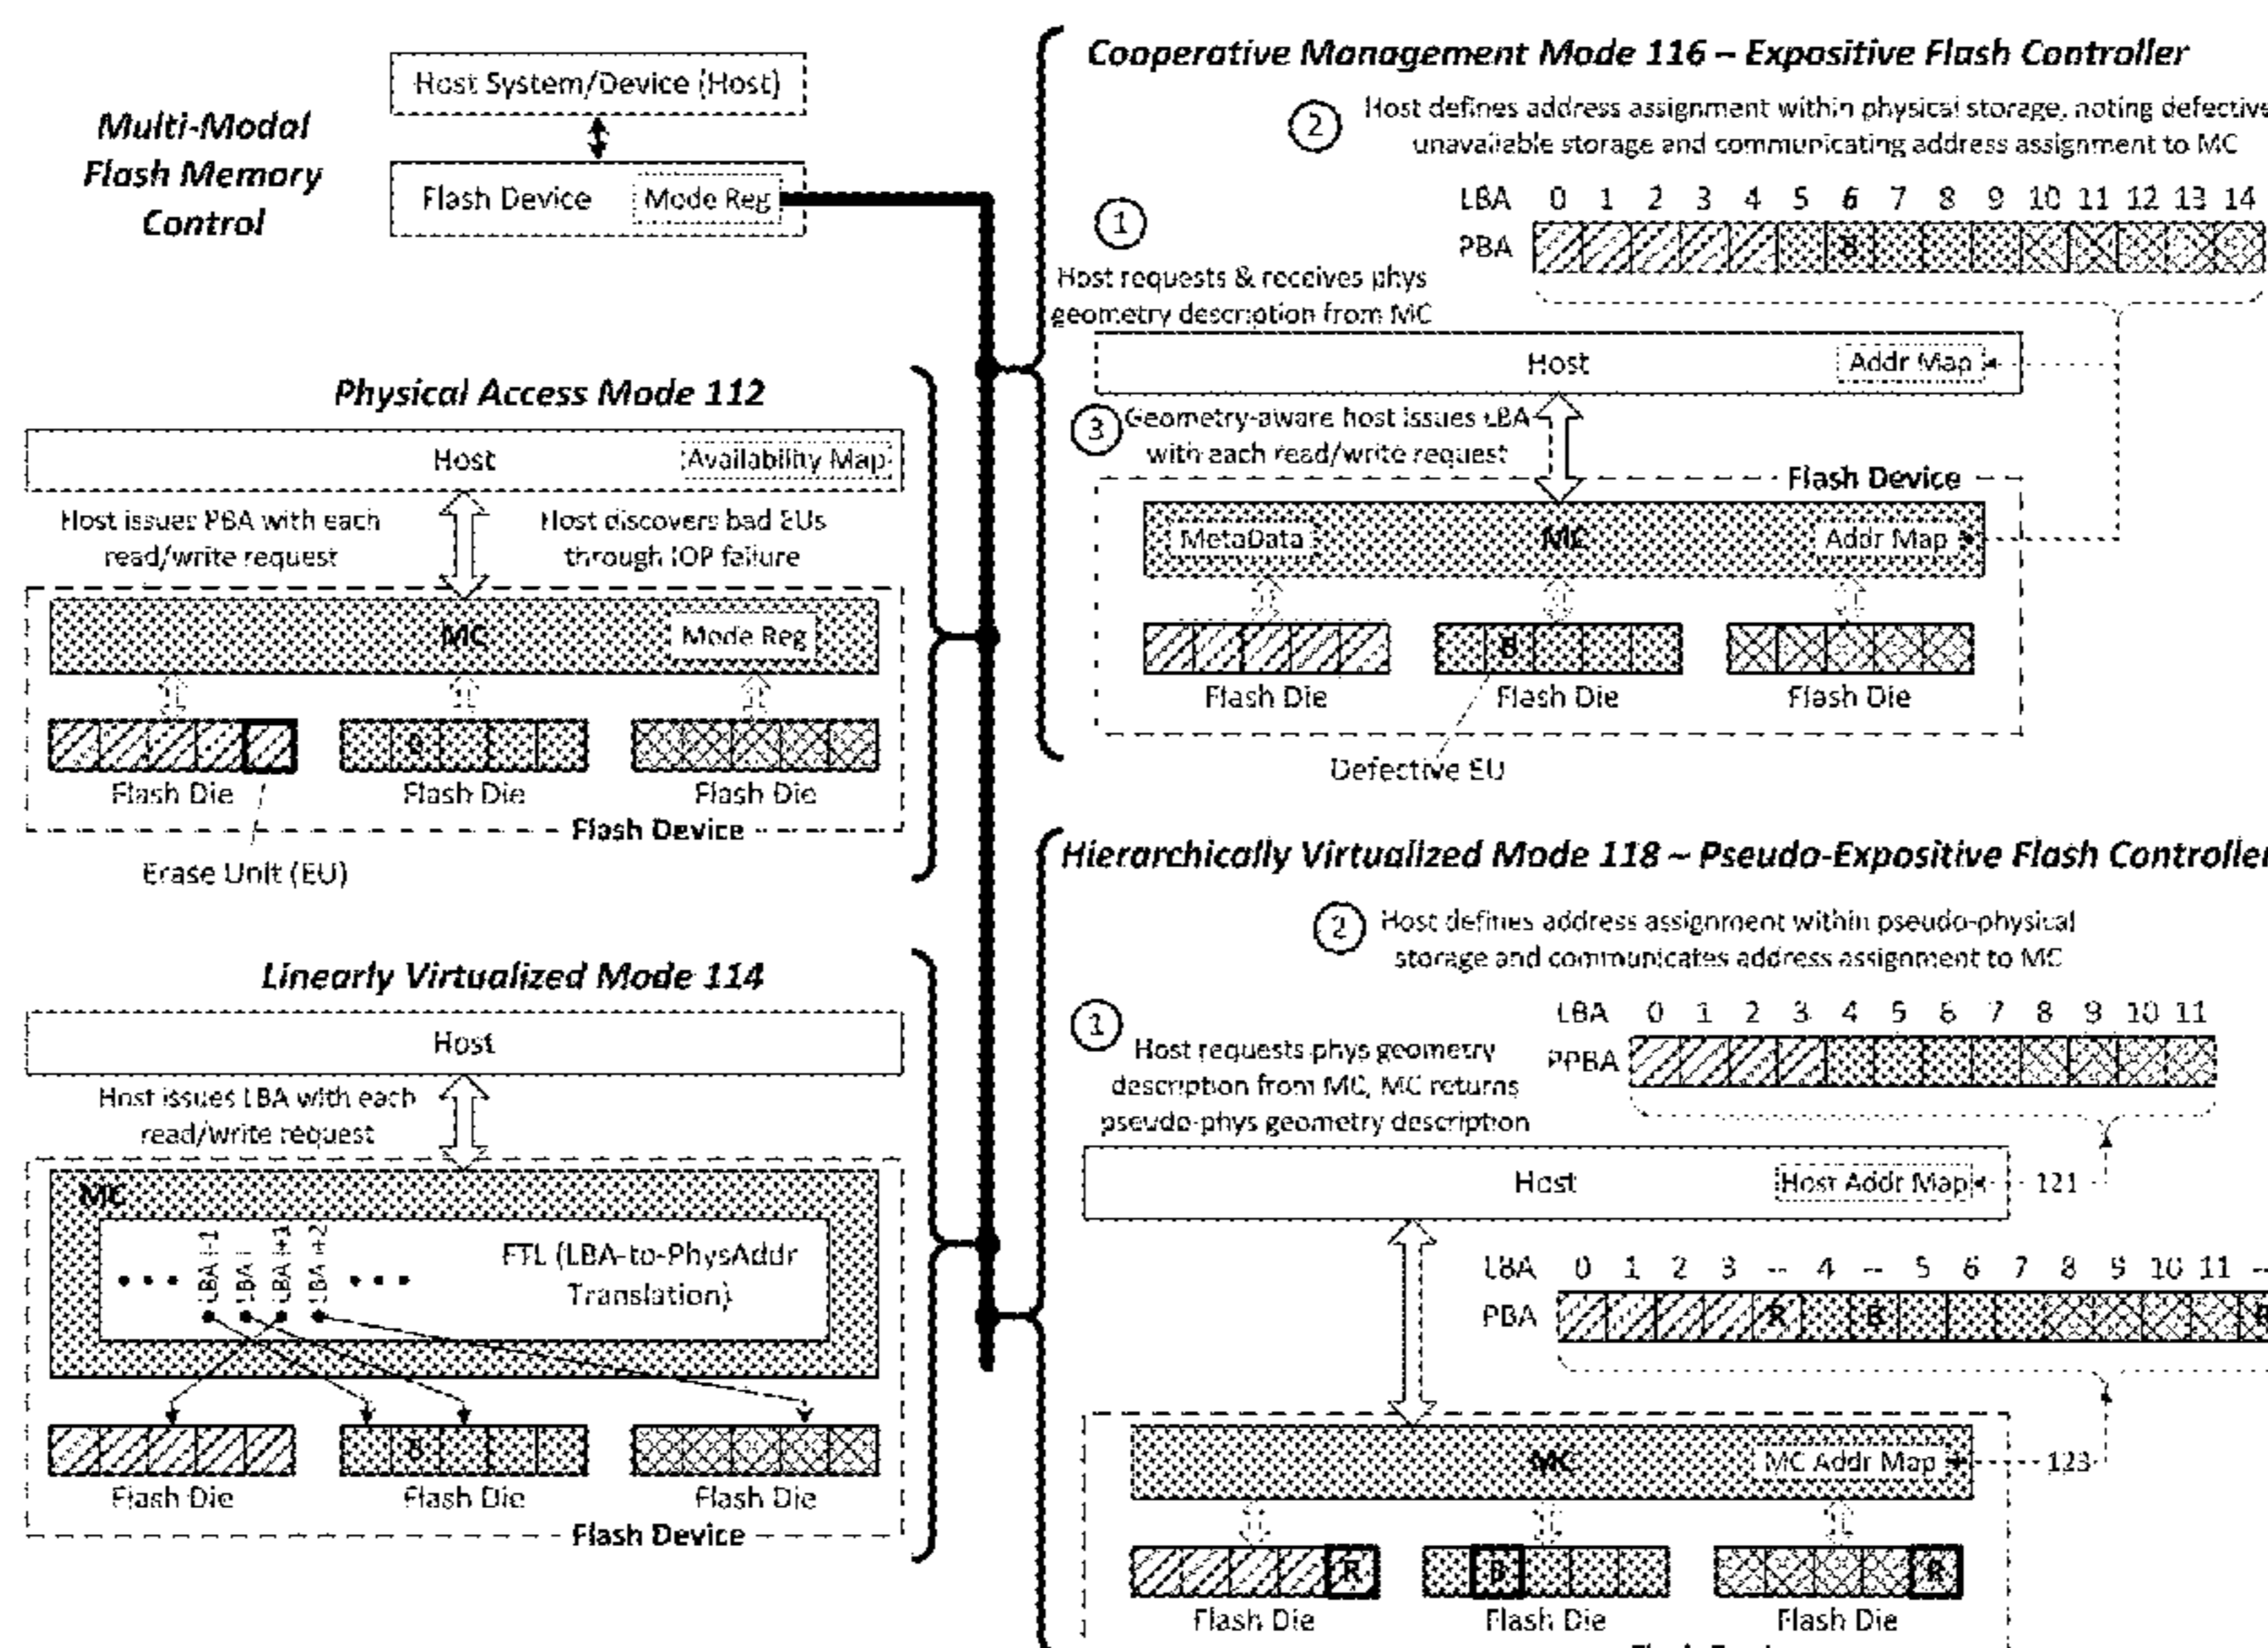 Multi-Modal
Flash Memory
Control
Host System/Device (Host)
Flash Device
Mode Reg
Physical Access Mode 112
Host
Availability Map
Host issues PBA with each
read/write request
Host discovers bad EUs
through IOP failure
MC
Mode Reg
B
Flash Die
Flash Die
Flash Die
Flash Device
Erase Unit (EU)
Linearly Virtualized Mode 114
Host
Host issues LBA with each
read/write request
MC
LBA i-1
LBA i
LBA i+1
LBA i+2
FTL (LBA-to-PhysAddr
Translation)
B
Flash Die
Flash Die
Flash Die
Flash Device
Cooperative Management Mode 116 – Expositive Flash Controller
2
Host defines address assignment within physical storage, noting defective
unavailable storage and communicating address assignment to MC
LBA 0 1 2 3 4 5 6 7 8 9 10 11 12 13 14
PBA B
1
Host requests & receives phys
geometry description from MC
Host
Addr Map
3
Geometry-aware host issues LBA
with each read/write request
Flash Device
MetaData
MC
Addr Map
B
Flash Die
Flash Die
Flash Die
Defective EU
Hierarchically Virtualized Mode 118 – Pseudo-Expositive Flash Controller
2
Host defines address assignment within pseudo-physical
storage and communicates address assignment to MC
LBA 0 1 2 3 4 5 6 7 8 9 10 11
PPBA
1
Host requests phys geometry
description from MC, MC returns
pseudo-phys geometry description
Host
Host Addr Map
121
LBA 0 1 2 3 -- 4 -- 5 6 7 8 9 10 11 --
PBA R B R
MC
MC Addr Map
123
R
B
R
Flash Die
Flash Die
Flash Die